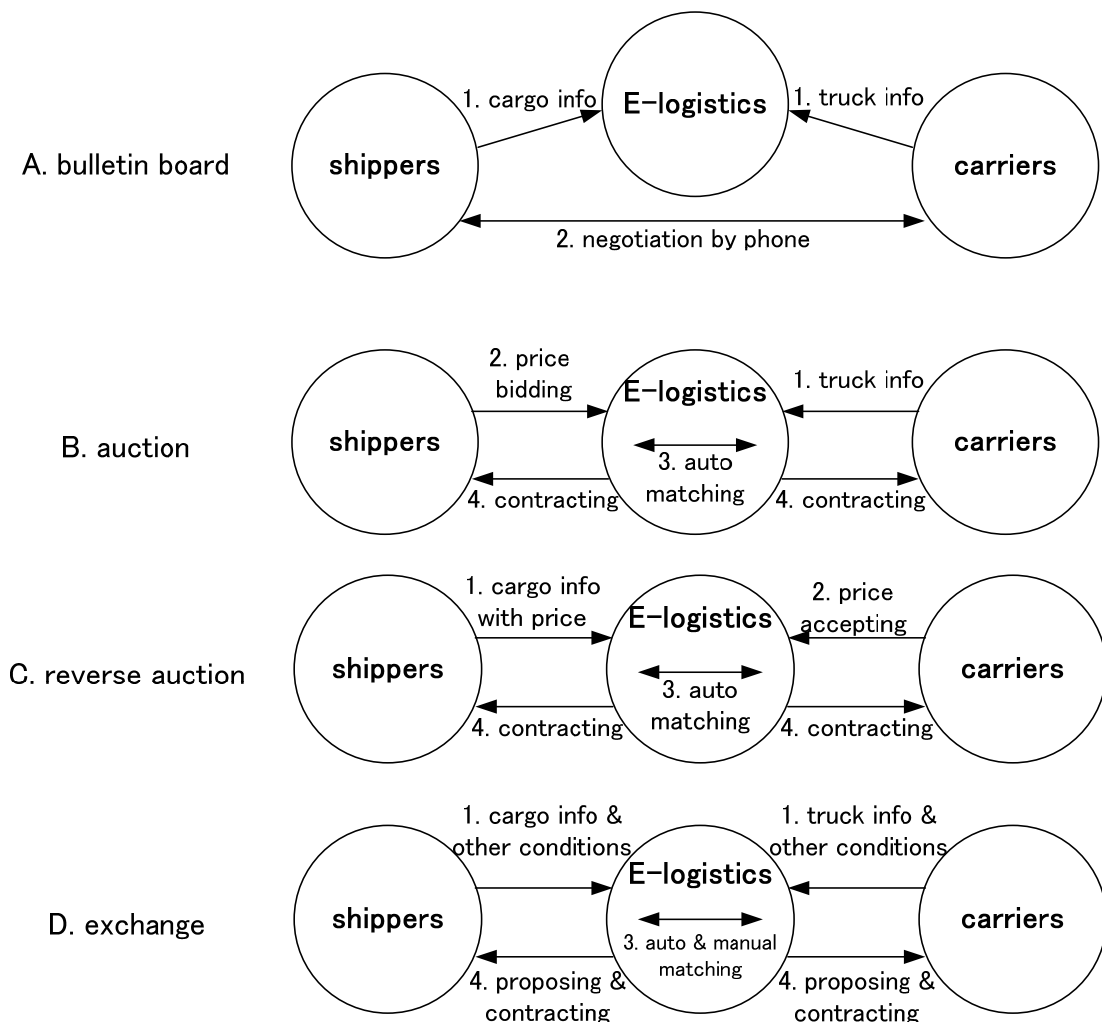 1. cargo info
E-logistics
1. truck info
A. bulletin board
shippers
carriers
2. negotiation by phone
2. price
bidding
E-logistics
1. truck info
B. auction
shippers
carriers
3. auto
matching
4. contracting
4. contracting
1. cargo info
with price
E-logistics
2. price
accepting
C. reverse auction
shippers
carriers
3. auto
matching
4. contracting
4. contracting
1. cargo info &
other conditions
1. truck info &
other conditions
E-logistics
D. exchange
shippers
carriers
3. auto & manual
matching
4. proposing &
contracting
4. proposing &
contracting